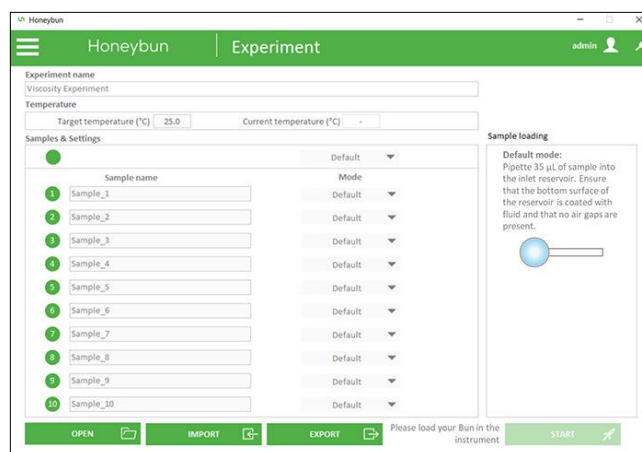 Honeybun
Honeybun Experiment admin
Experiment name
Viscosity Experiment
Temperature
Target temperature (°C) 25.0 Current temperature (°C) -
Samples & Settings
Default
Sample name Mode
1 Sample_1 Default
2 Sample_2 Default
3 Sample_3 Default
4 Sample_4 Default
5 Sample_5 Default
6 Sample_6 Default
7 Sample_7 Default
8 Sample_8 Default
9 Sample_9 Default
10 Sample_10 Default
Sample loading
Default mode:
Pipette 35 µL of sample into
the inlet reservoir. Ensure
that the bottom surface of
the reservoir is coated with
fluid and that no air gaps are
present.
OPEN IMPORT EXPORT
Please load your Bun in the
instrument
START